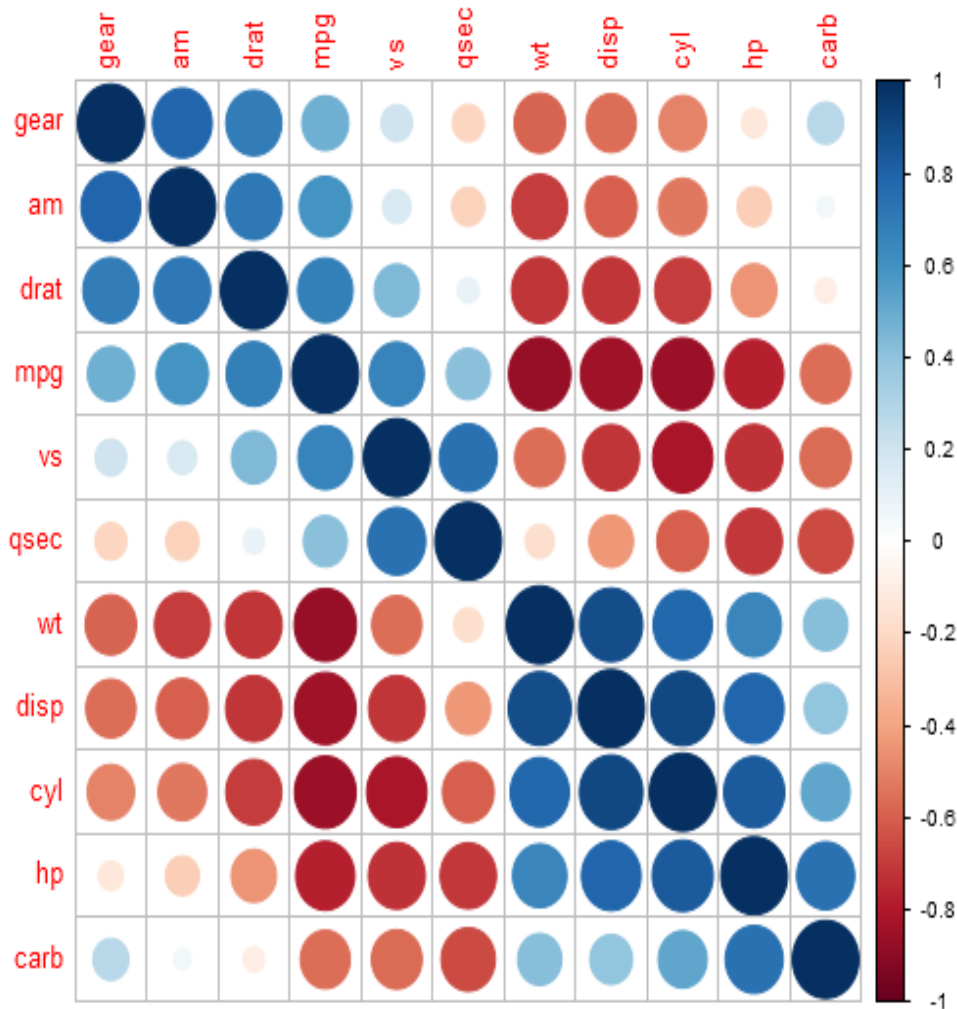 gear am drat mpg vs qsec wt disp cyl hp carb
gear
am
drat
mpg
vs
qsec
wt
disp
cyl
hp
carb
1
0.8
0.6
0.4
0.2
0
-0.2
-0.4
-0.6
-0.8
-1